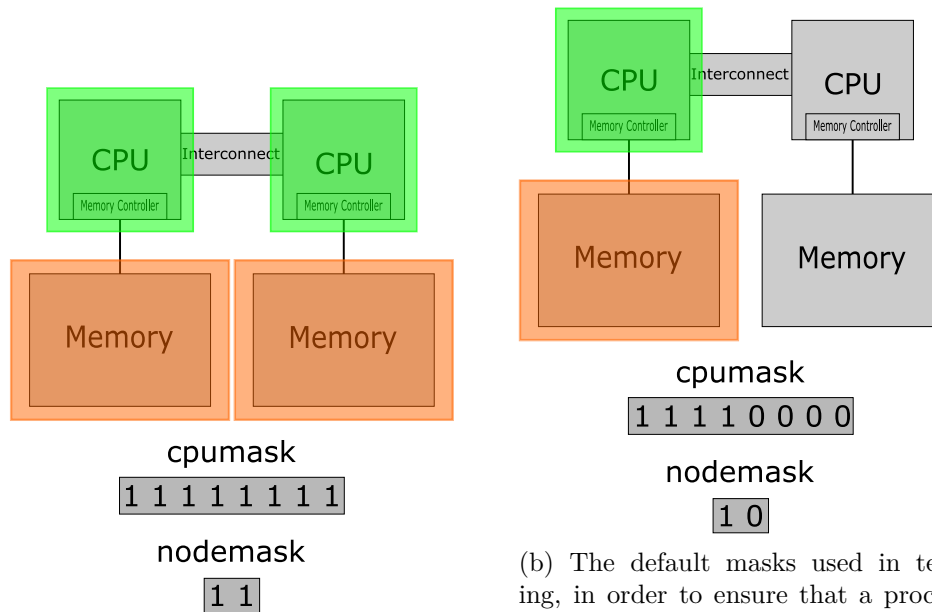 CPU
Interconnect
CPU
Memory Controller
Memory Controller
Memory
Memory
cpumask
1 1 1 1 1 1 1 1
nodemask
1 1
CPU
Interconnect
CPU
Memory Controller
Memory Controller
Memory
Memory
cpumask
1 1 1 1 0 0 0 0
nodemask
1 0
(b) The default masks used in te
ing, in order to ensure that a proc